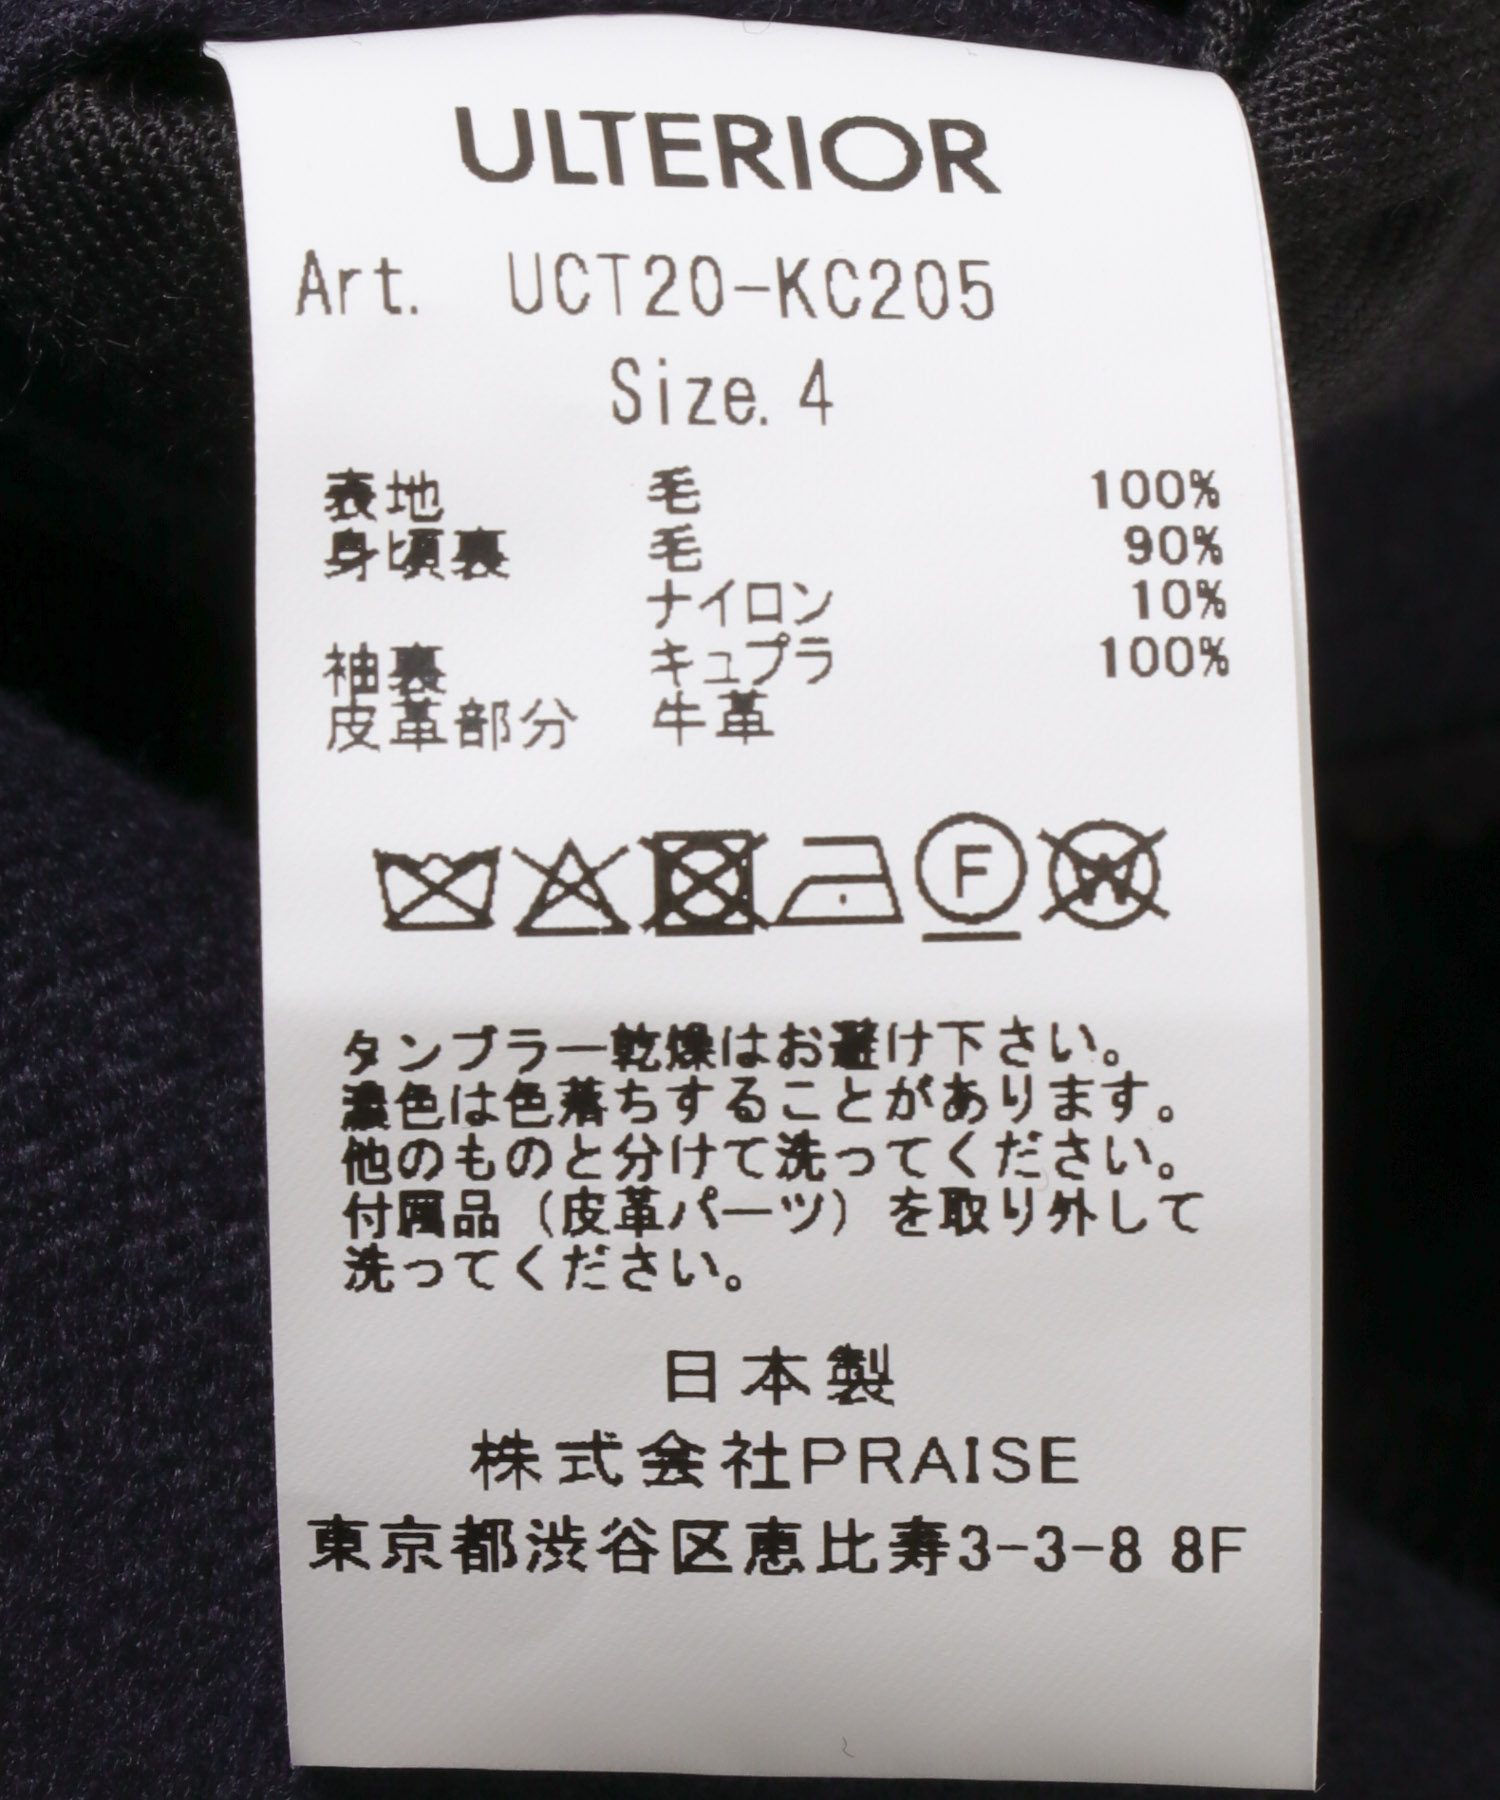 ULTERIOR
Art. UCT20-KC205
Size. 4
表地 毛 100%
身頃裏 毛 90%
ナイロン 10%
袖裏 キュプラ 100%
皮革部分 牛革
F W
タンブラー乾燥はお避け下さい。
濃色は色落ちすることがあります。
他のものと分けて洗ってください。
付属品（皮革パーツ）を取り外して
洗ってください。
日本製
株式会社PRAISE
東京都渋谷区恵比寿3-3-8 8F